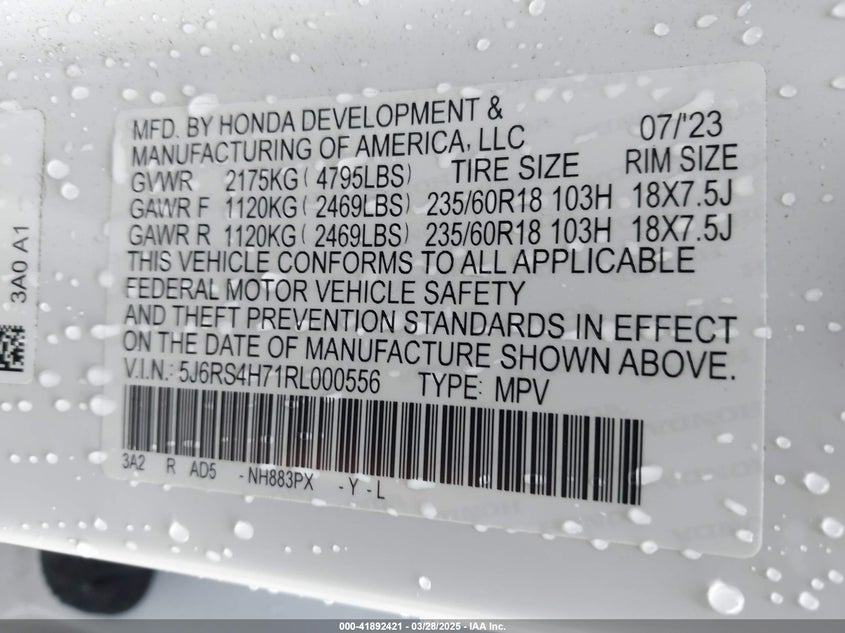 MFD. BY HONDA DEVELOPMENT &
MANUFACTURING OF AMERICA, LLC 07/'23
GVWR 2175KG ( 4795LBS) TIRE SIZE RIM SIZE
GAWR F 1120KG ( 2469LBS) 235/60R18 103H 18X7.5J
GAWR R 1120KG ( 2469LBS) 235/60R18 103H 18X7.5J
THIS VEHICLE CONFORMS TO ALL APPLICABLE
FEDERAL MOTOR VEHICLE SAFETY
AND THEFT PREVENTION STANDARDS IN EFFECT
ON THE DATE OF MANUFACTURE SHOWN ABOVE.
V.I.N.: 5J6RS4H71RL000556 TYPE: MPV
3A2 R AD5 - NH883PX - Y - L
3A0 A1
000-41892421 - 03/28/2025 - IAA Inc.